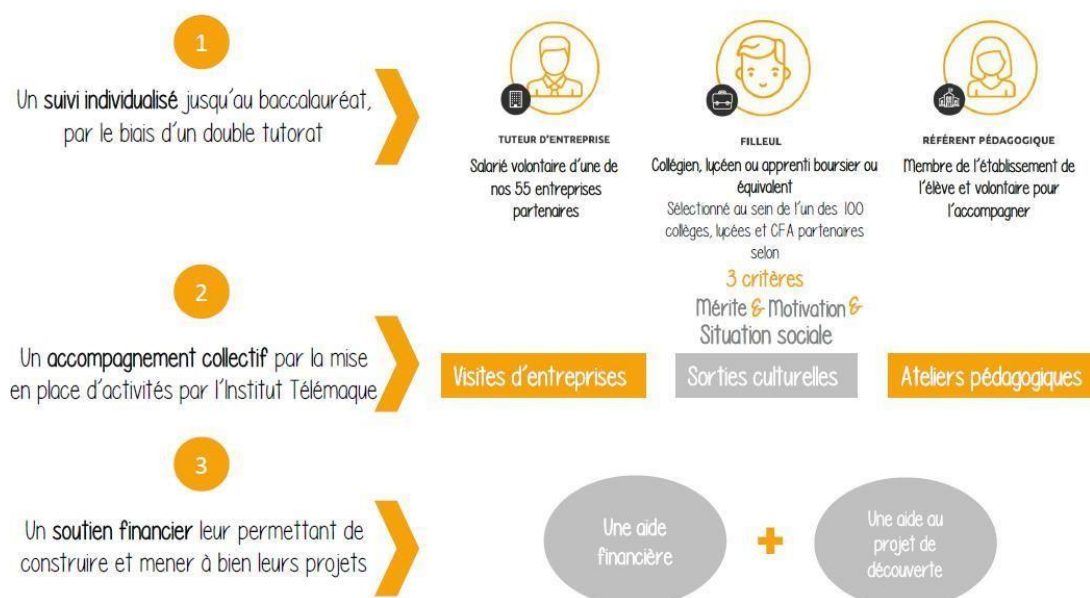 1
Un suivi individualisé jusqu'au baccalauréat,
par le biais d'un double tutorat
TUTEUR D'ENTREPRISE
Salarié volontaire d'une de
nos 55 entreprises
partenaires
FILLEUL
Collégien, lycéen ou apprenti boursier ou
équivalent
Sélectionné au sein de l'un des 100
collèges, lycées et CFA partenaires
selon
3 critères
Mérite & Motivation &
Situation sociale
RÉFÉRENT PÉDAGOGIQUE
Membre de l'établissement de
l'élève et volontaire pour
l'accompagner
2
Un accompagnement collectif par la mise
en place d'activités par l'Institut Télémaque
Visites d'entreprises
Sorties culturelles
Ateliers pédagogiques
3
Un soutien financier leur permettant de
construire et mener à bien leurs projets
Une aide
financière
+
Une aide au
projet de
découverte